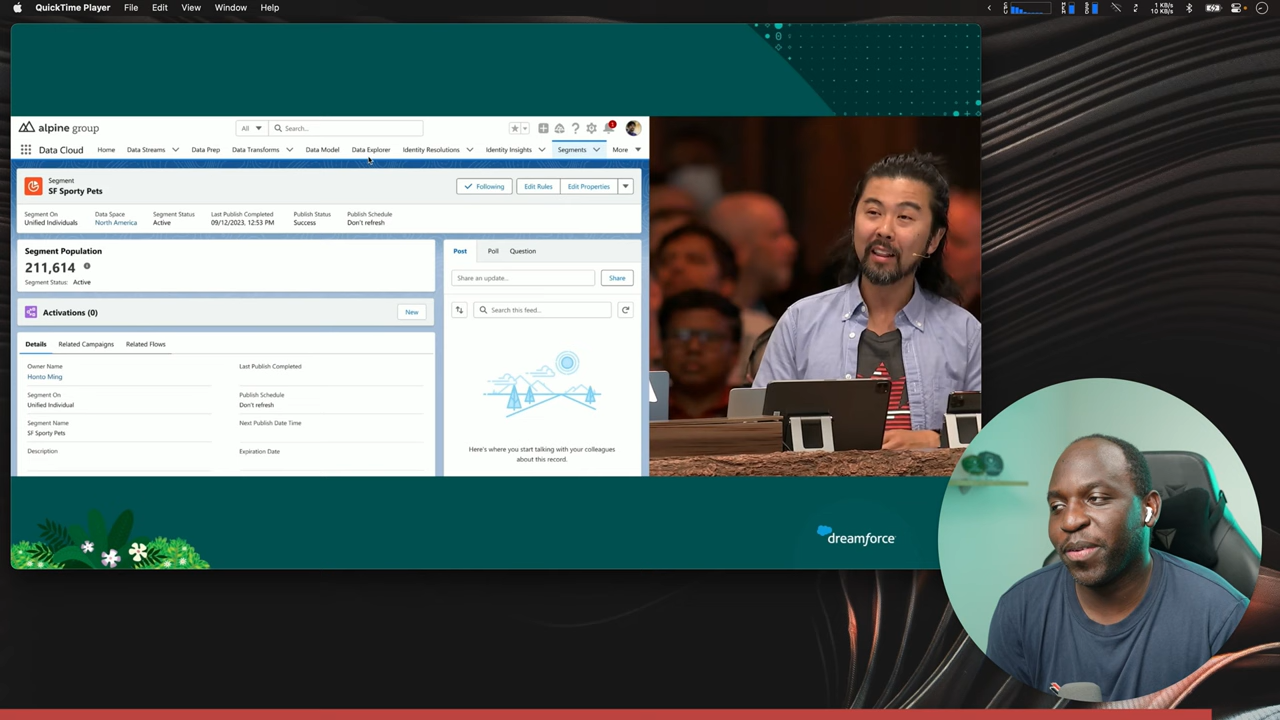 QuickTime Player File Edit View Window Help
1 KB/s
10 KB/s
alpine group
All Search...
1
Data Cloud Home Data Streams Data Prep Data Transforms Data Model Data Explorer Identity Resolutions Identity Insights Segments More
Segment
SF Sporty Pets
Following Edit Rules Edit Properties
Segment On Data Space Segment Status Last Publish Completed Publish Status Publish Schedule
Unified Individuals North America Active 09/12/2023, 12:53 PM Success Don't refresh
Segment Population
211,614
Segment Status: Active
Post Poll Question
Share an update... Share
Activations (0) New
Search this feed...
Details Related Campaigns Related Flows
Owner Name Last Publish Completed
Honto Ming
Segment On Publish Schedule
Unified Individual Don't refresh
Segment Name Next Publish Date Time
SF Sporty Pets
Description Expiration Date
Here's where you start talking with your colleagues
about this record.
dreamforce